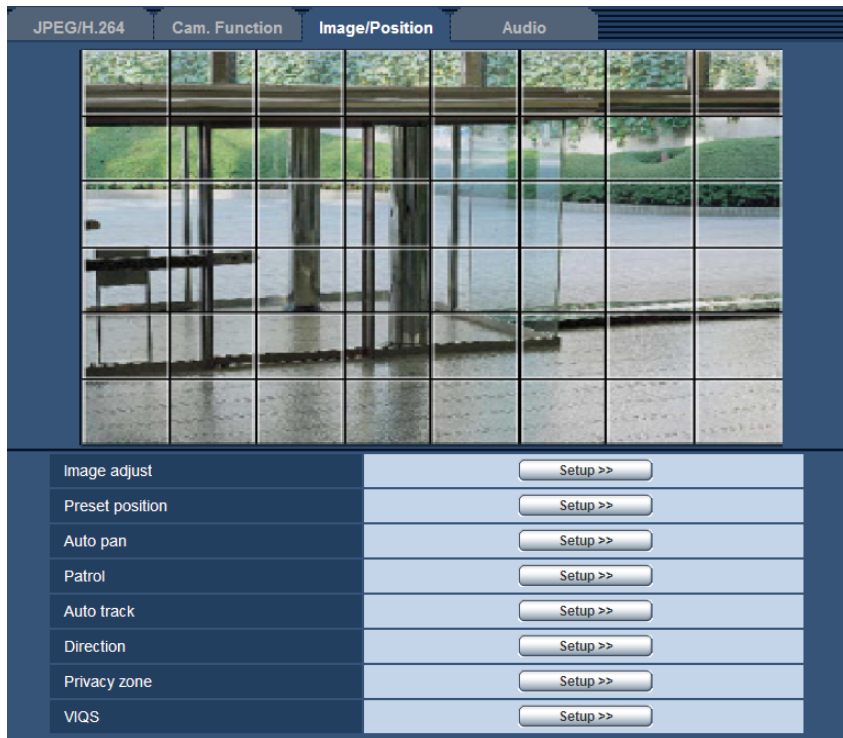 JPEG/H.264 Cam. Function Image/Position Audio
Image adjust Setup >>
Preset position Setup >>
Auto pan Setup >>
Patrol Setup >>
Auto track Setup >>
Direction Setup >>
Privacy zone Setup >>
VIQS Setup >>